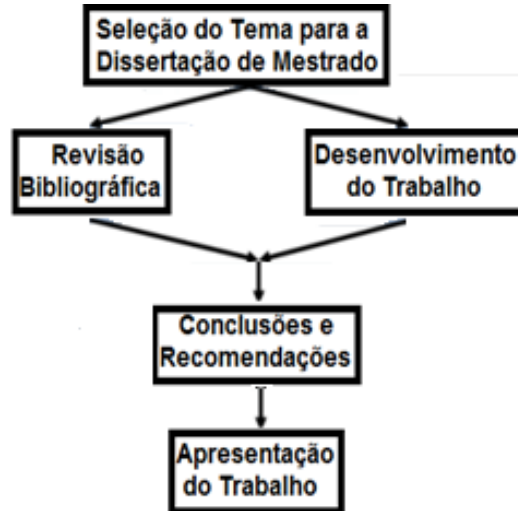 Seleção do Tema para a
Dissertação de Mestrado
Revisão
Bibliográfica
Desenvolvimento
do Trabalho
Conclusões e
Recomendações
Apresentação
do Trabalho